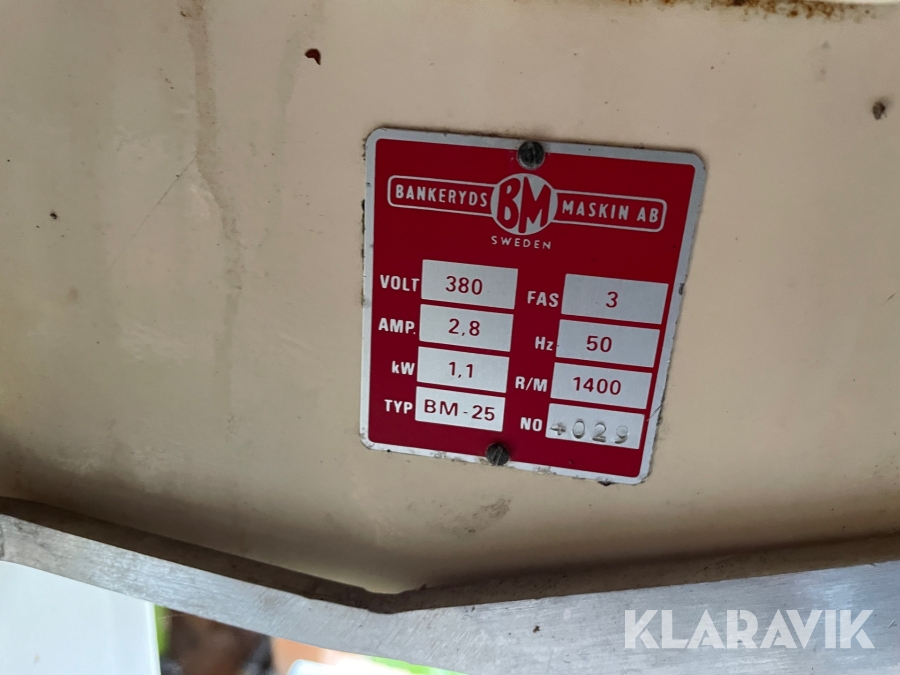 BANKERYDS BM MASKIN AB
SWEDEN
VOLT 380 FAS 3
AMP. 2,8 Hz 50
kW 1,1 R/M 1400
TYP BM-25 NO 4029
KLARAVIK